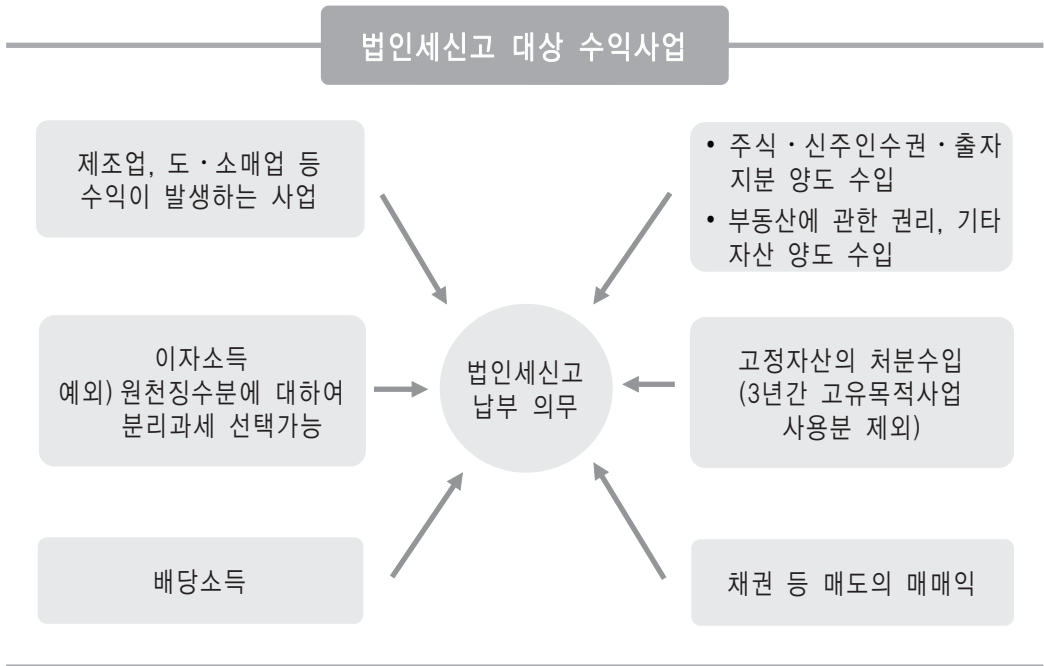 법인세신고 대상 수익사업
제조업, 도·소매업 등
수익이 발생하는 사업
이자소득
예외) 원천징수분에 대하여
분리과세 선택가능
배당소득
법인세신고
납부 의무
• 주식·신주인수권·출자
지분 양도 수입
• 부동산에 관한 권리, 기타
자산 양도 수입
고정자산의 처분수입
(3년간 고유목적사업
사용분 제외)
채권 등 매도의 매매익